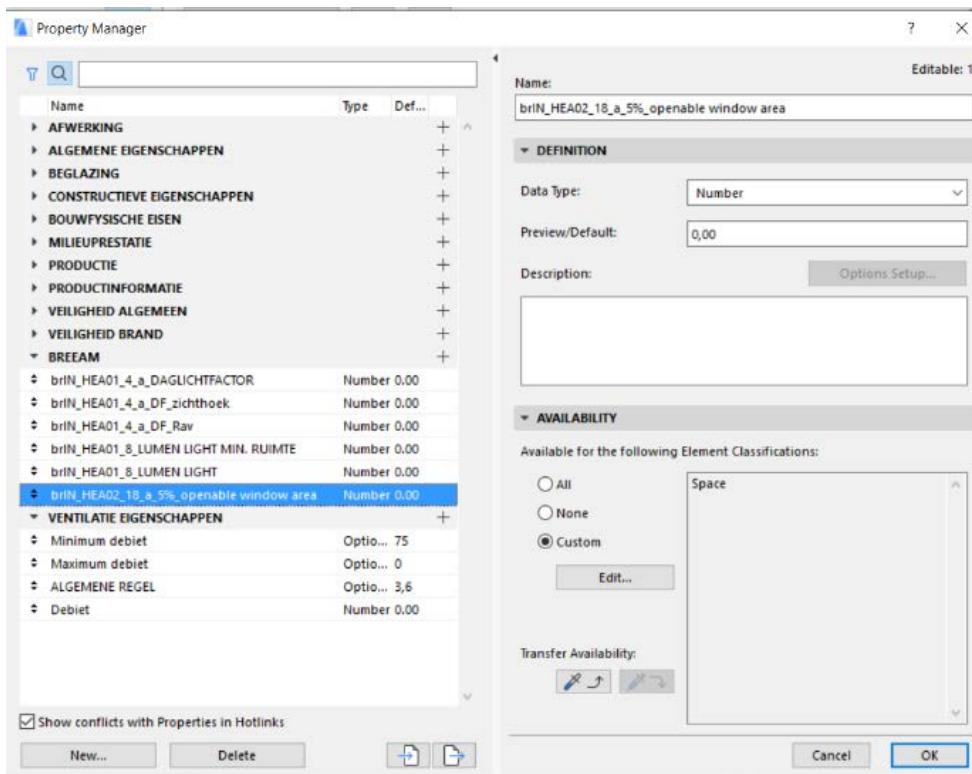 Property Manager
?
Editable: 1
Name:
Name Type Def...
brIN_HEA02_18_a_5%_openable window area
AFWERKING
ALGEMENE EIGENSCHAPPEN
BEGLAZING
CONSTRUCTIEVE EIGENSCHAPPEN
BOUWFYSISCHE EISEN
MILIEUPRESTATIE
PRODUCTIE
PRODUCTINFORMATIE
VEILIGHEID ALGEMEEN
VEILIGHEID BRAND
BREEAM
brIN_HEA01_4_a_DAGLICHTFACTOR Number 0.00
brIN_HEA01_4_a_DF_zichthoek Number 0.00
brIN_HEA01_4_a_DF_Rav Number 0.00
brIN_HEA01_8_LUMEN LIGHT MIN. RUIMTE Number 0.00
brIN_HEA01_8_LUMEN LIGHT Number 0.00
brIN_HEA02_18_a_5%_openable window area Number 0.00
VENTILATIE EIGENSCHAPPEN
Minimum debiet Optio... 75
Maximum debiet Optio... 0
ALGEMENE REGEL Optio... 3,6
Debiet Number 0.00
Show conflicts with Properties in Hotlinks
New... Delete
DEFINITION
Data Type: Number
Preview/Default: 0,00
Description: Options Setup...
AVAILABILITY
Available for the following Element Classifications:
All
None
Custom
Edit...
Space
Transfer Availability:
Cancel OK